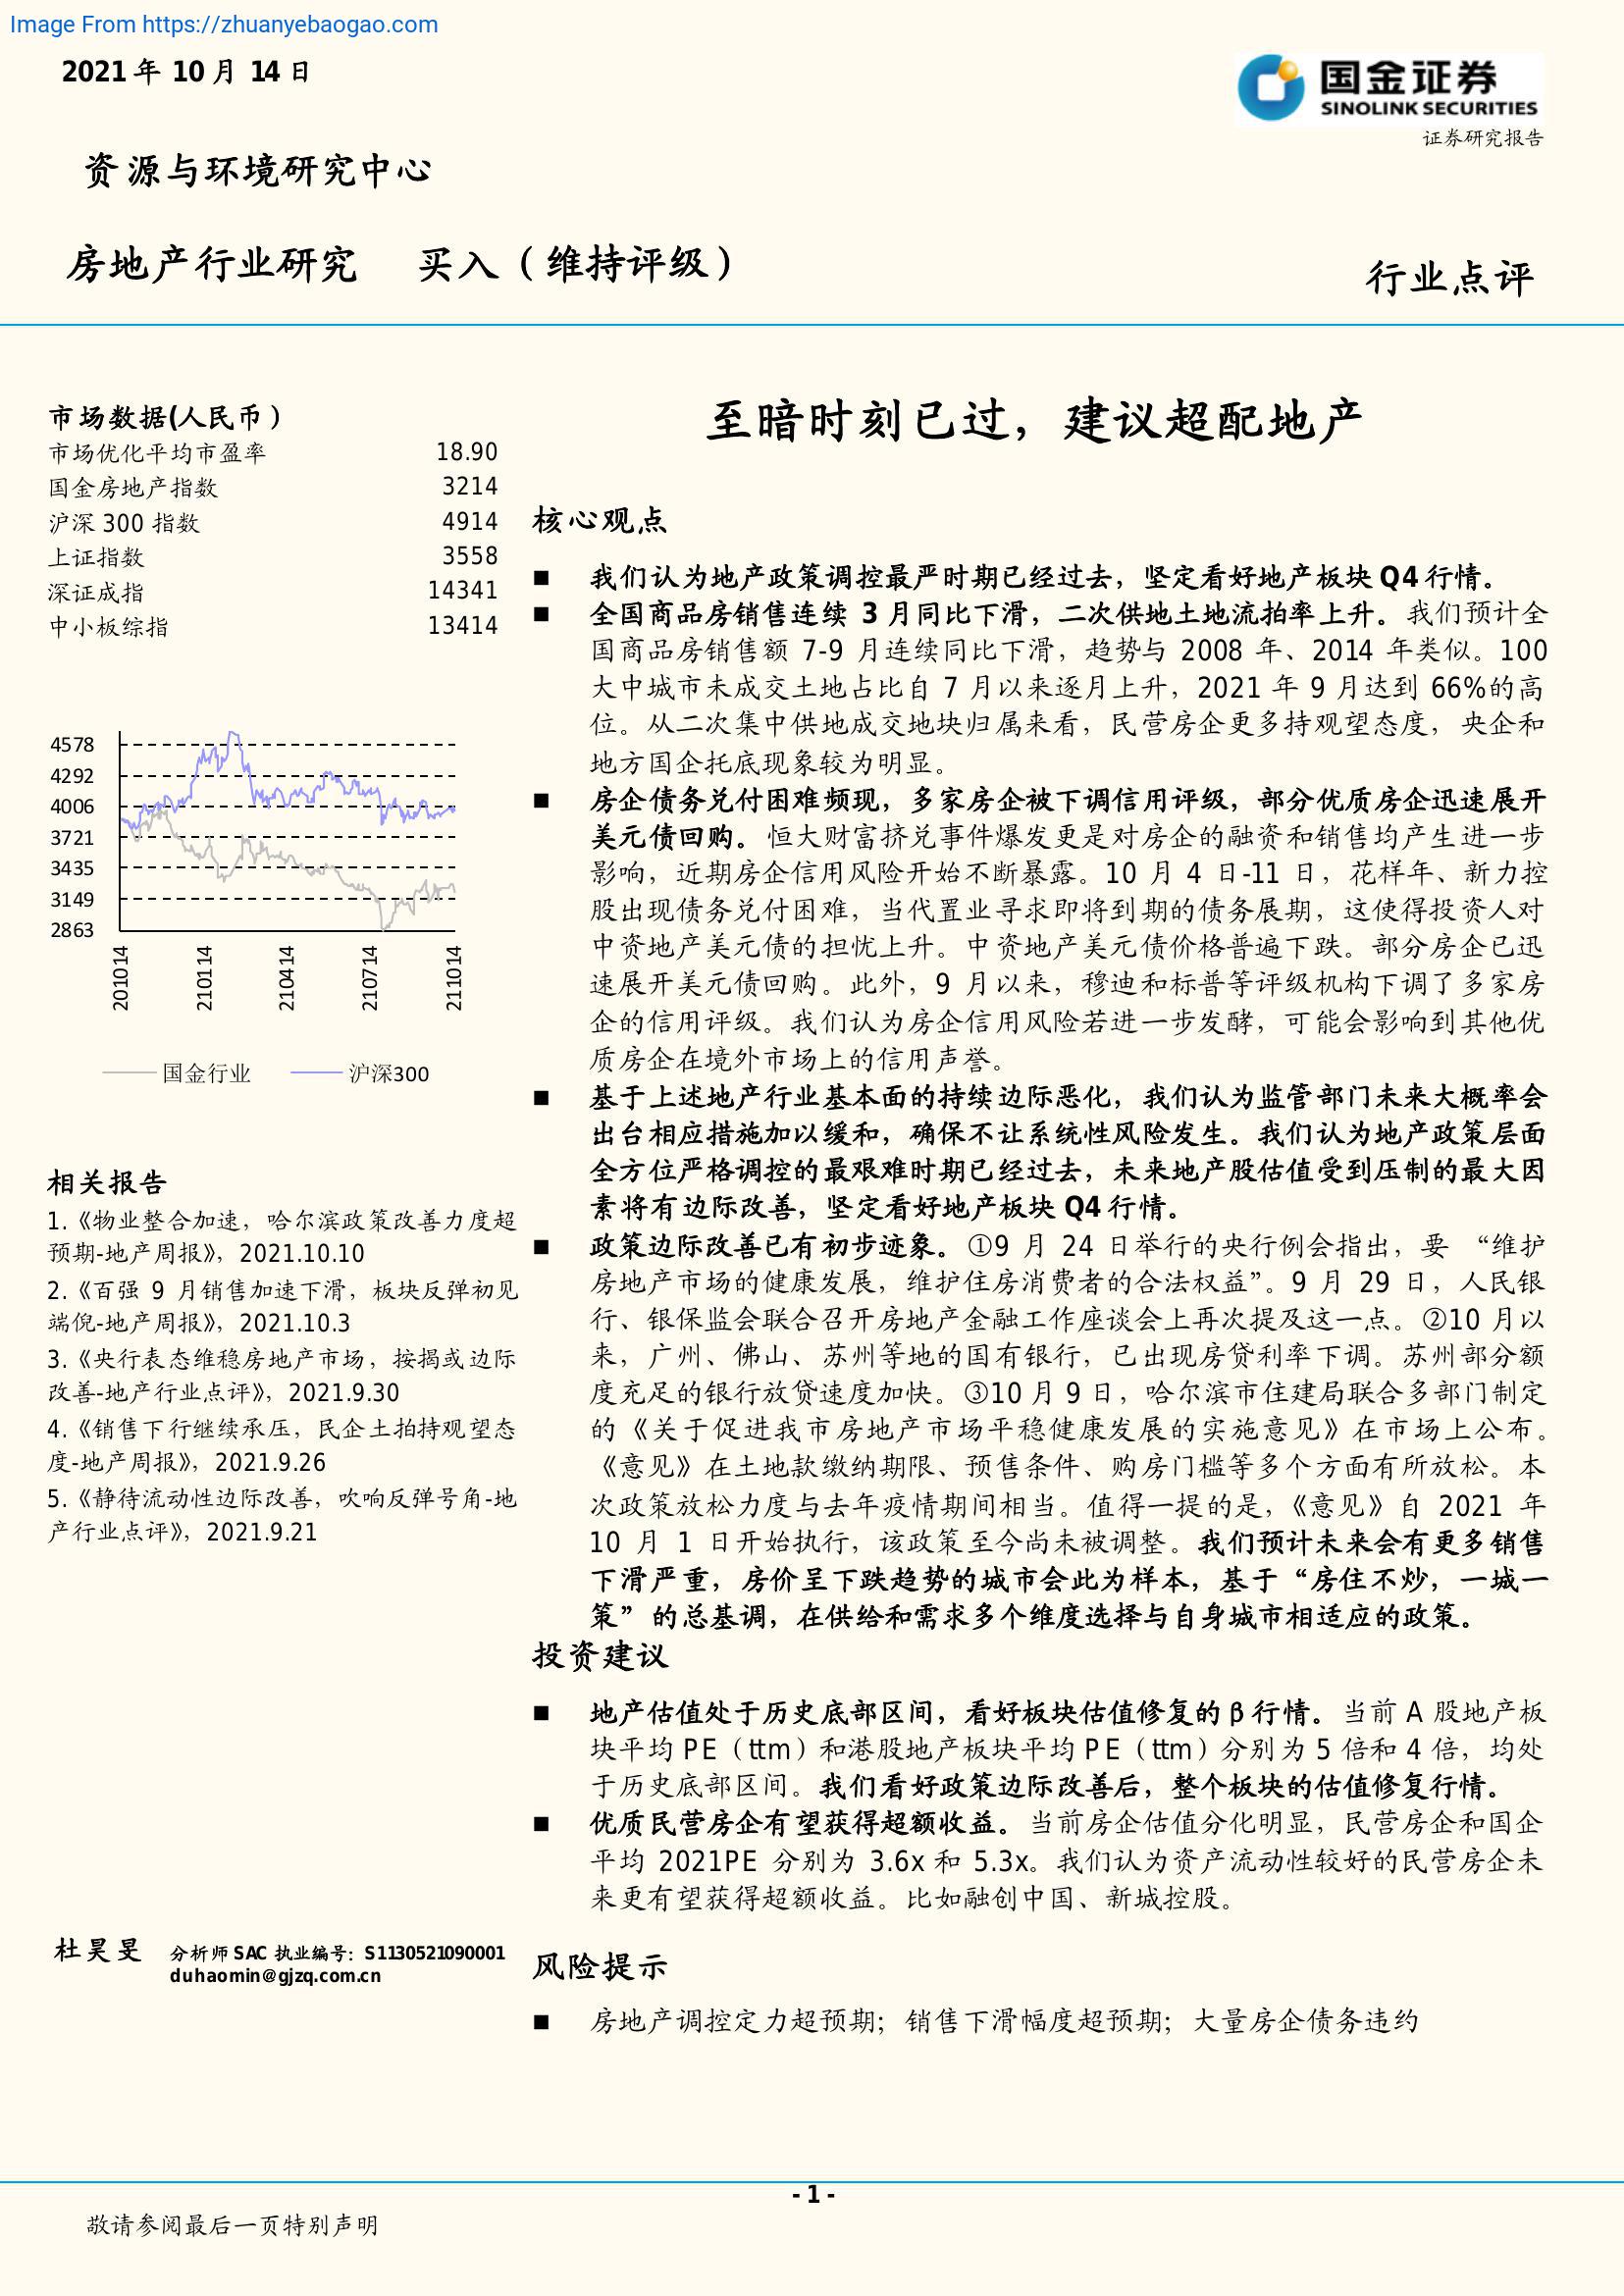 Image From https://zhuanyebaogao.com
2021 年 10 月 14 日
国金证券
SINOLINK SECURITIES
证券研究报告
资源与环境研究中心
房地产行业研究 买入（维持评级）
行业点评
市场数据(人民币）
市场优化平均市盈率 18.90
国金房地产指数 3214
沪深 300 指数 4914
上证指数 3558
深证成指 14341
中小板综指 13414
4578
4292
4006
3721
3435
3149
2863
201014
210114
210414
210714
211014
国金行业 沪深300
相关报告
1.《物业整合加速，哈尔滨政策改善力度超
预期-地产周报》，2021.10.10
2.《百强 9 月销售加速下滑，板块反弹初见
端倪-地产周报》，2021.10.3
3.《央行表态维稳房地产市场，按揭或边际
改善-地产行业点评》，2021.9.30
4.《销售下行继续承压，民企土拍持观望态
度-地产周报》，2021.9.26
5.《静待流动性边际改善，吹响反弹号角-地
产行业点评》，2021.9.21
杜昊旻 分析师 SAC 执业编号：S1130521090001
duhaomin@gjzq.com.cn
至暗时刻已过，建议超配地产
核心观点
■ 我们认为地产政策调控最严时期已经过去，坚定看好地产板块 Q4 行情。
■ 全国商品房销售连续 3 月同比下滑，二次供地土地流拍率上升。我们预计全
国商品房销售额 7-9 月连续同比下滑，趋势与 2008 年、2014 年类似。100
大中城市未成交土地占比自 7 月以来逐月上升，2021 年 9 月达到 66%的高
位。从二次集中供地成交地块归属来看，民营房企更多持观望态度，央企和
地方国企托底现象较为明显。
■ 房企债务兑付困难频现，多家房企被下调信用评级，部分优质房企迅速展开
美元债回购。恒大财富挤兑事件爆发更是对房企的融资和销售均产生进一步
影响，近期房企信用风险开始不断暴露。10 月 4 日-11 日，花样年、新力控
股出现债务兑付困难，当代置业寻求即将到期的债务展期，这使得投资人对
中资地产美元债的担忧上升。中资地产美元债价格普遍下跌。部分房企已迅
速展开美元债回购。此外，9 月以来，穆迪和标普等评级机构下调了多家房
企的信用评级。我们认为房企信用风险若进一步发酵，可能会影响到其他优
质房企在境外市场上的信用声誉。
■ 基于上述地产行业基本面的持续边际恶化，我们认为监管部门未来大概率会
出台相应措施加以缓和，确保不让系统性风险发生。我们认为地产政策层面
全方位严格调控的最艰难时期已经过去，未来地产股估值受到压制的最大因
素将有边际改善，坚定看好地产板块 Q4 行情。
■ 政策边际改善已有初步迹象。①9 月 24 日举行的央行例会指出，要 “维护
房地产市场的健康发展，维护住房消费者的合法权益”。9 月 29 日，人民银
行、银保监会联合召开房地产金融工作座谈会上再次提及这一点。②10 月以
来，广州、佛山、苏州等地的国有银行，已出现房贷利率下调。苏州部分额
度充足的银行放贷速度加快。③10 月 9 日，哈尔滨市住建局联合多部门制定
的《关于促进我市房地产市场平稳健康发展的实施意见》在市场上公布。
《意见》在土地款缴纳期限、预售条件、购房门槛等多个方面有所放松。本
次政策放松力度与去年疫情期间相当。值得一提的是，《意见》自 2021 年
10 月 1 日开始执行，该政策至今尚未被调整。我们预计未来会有更多销售
下滑严重，房价呈下跌趋势的城市会此为样本，基于“房住不炒，一城一
策”的总基调，在供给和需求多个维度选择与自身城市相适应的政策。
投资建议
■ 地产估值处于历史底部区间，看好板块估值修复的 β 行情。当前 A 股地产板
块平均 PE（ttm）和港股地产板块平均 PE（ttm）分别为 5 倍和 4 倍，均处
于历史底部区间。我们看好政策边际改善后，整个板块的估值修复行情。
■ 优质民营房企有望获得超额收益。当前房企估值分化明显，民营房企和国企
平均 2021PE 分别为 3.6x 和 5.3x。我们认为资产流动性较好的民营房企未
来更有望获得超额收益。比如融创中国、新城控股。
风险提示
■ 房地产调控定力超预期；销售下滑幅度超预期；大量房企债务违约
- 1 -
敬请参阅最后一页特别声明